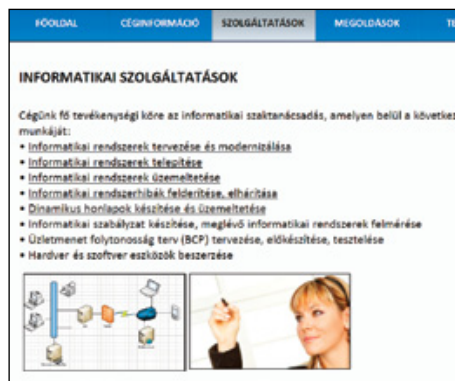 FŐOLDAL CÉGINFORMÁCIÓ SZOLGÁLTATÁSOK MEGOLDÁSOK
INFORMATIKAI SZOLGÁLTATÁSOK
Cégünk fő tevékenységi köre az informatikai szaktanácsadás, amelyen belül a
munkáját:
• Informatikai rendszerek tervezése és modernizálása
• Informatikai rendszerek telepítése
• Informatikai rendszerek üzemeltetése
• Informatikai rendszerhibák felderítése, elhárítása
• Dinamikus honlapok készítése és üzemeltetése
• Informatikai szabályzat készítése, meglévő informatikai rendszerek felmérése
• Üzletmenet folytonosság terv (BCP) tervezése, előkészítése, tesztelése
• Hardver és szoftver eszközök beszerzése